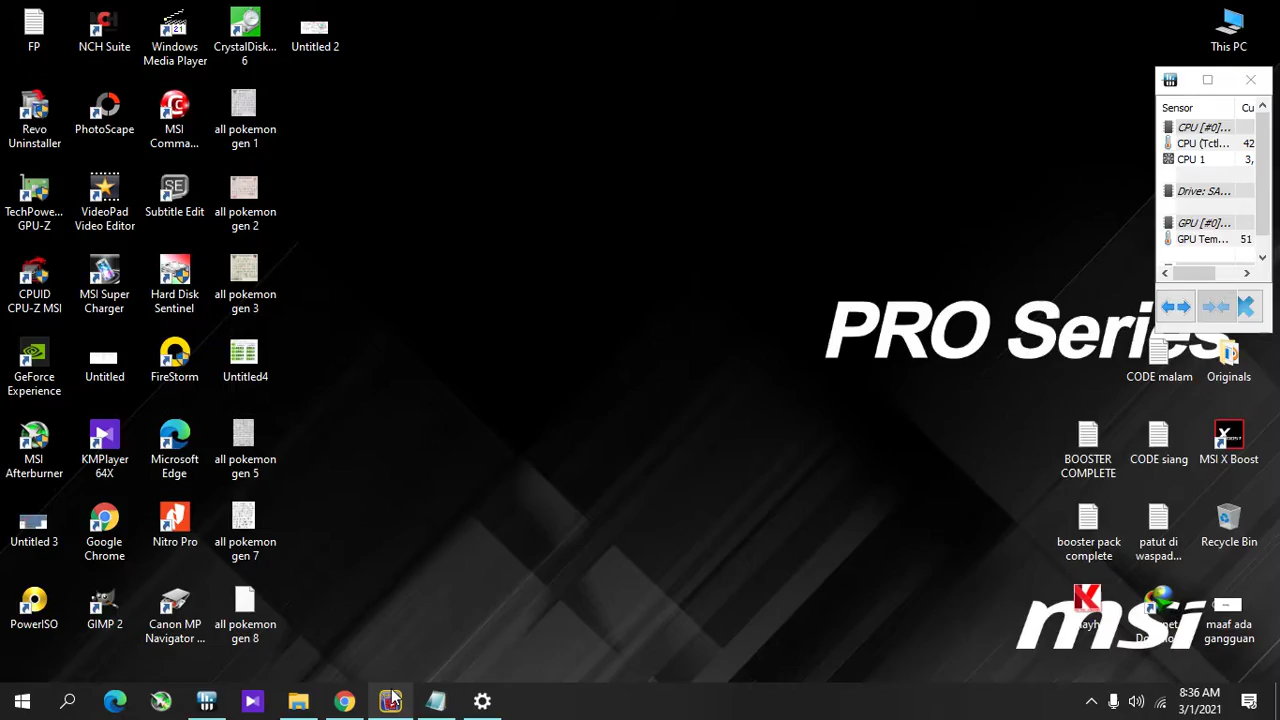 FP
NCH Suite
Windows
Media Player
CrystalDisk...
6
Untitled 2
This PC
Revo
Uninstaller
PhotoScape
MSI
Comma...
all pokemon
gen 1
Sensor
Cu
CPU [#0]...
CPU (Tctl...
42
CPU 1
3,
Drive: SA...
GPU [#0]...
GPU Tem...
51
TechPowe...
GPU-Z
VideoPad
Video Editor
Subtitle Edit
all pokemon
gen 2
CPUID
CPU-Z MSI
MSI Super
Charger
Hard Disk
Sentinel
all pokemon
gen 3
PRO Series
GeForce
Experience
Untitled
FireStorm
Untitled4
CODE malam
Originals
MSI
Afterburner
KMPlayer
64X
Microsoft
Edge
all pokemon
gen 5
BOOSTER
COMPLETE
CODE siang
MSI X Boost
Untitled 3
Google
Chrome
Nitro Pro
all pokemon
gen 7
booster pack
complete
patut di
waspad...
Recycle Bin
PowerISO
GIMP 2
Canon MP
Navigator ...
all pokemon
gen 8
maaf ada
gangguan
msi
8:36 AM
3/1/2021